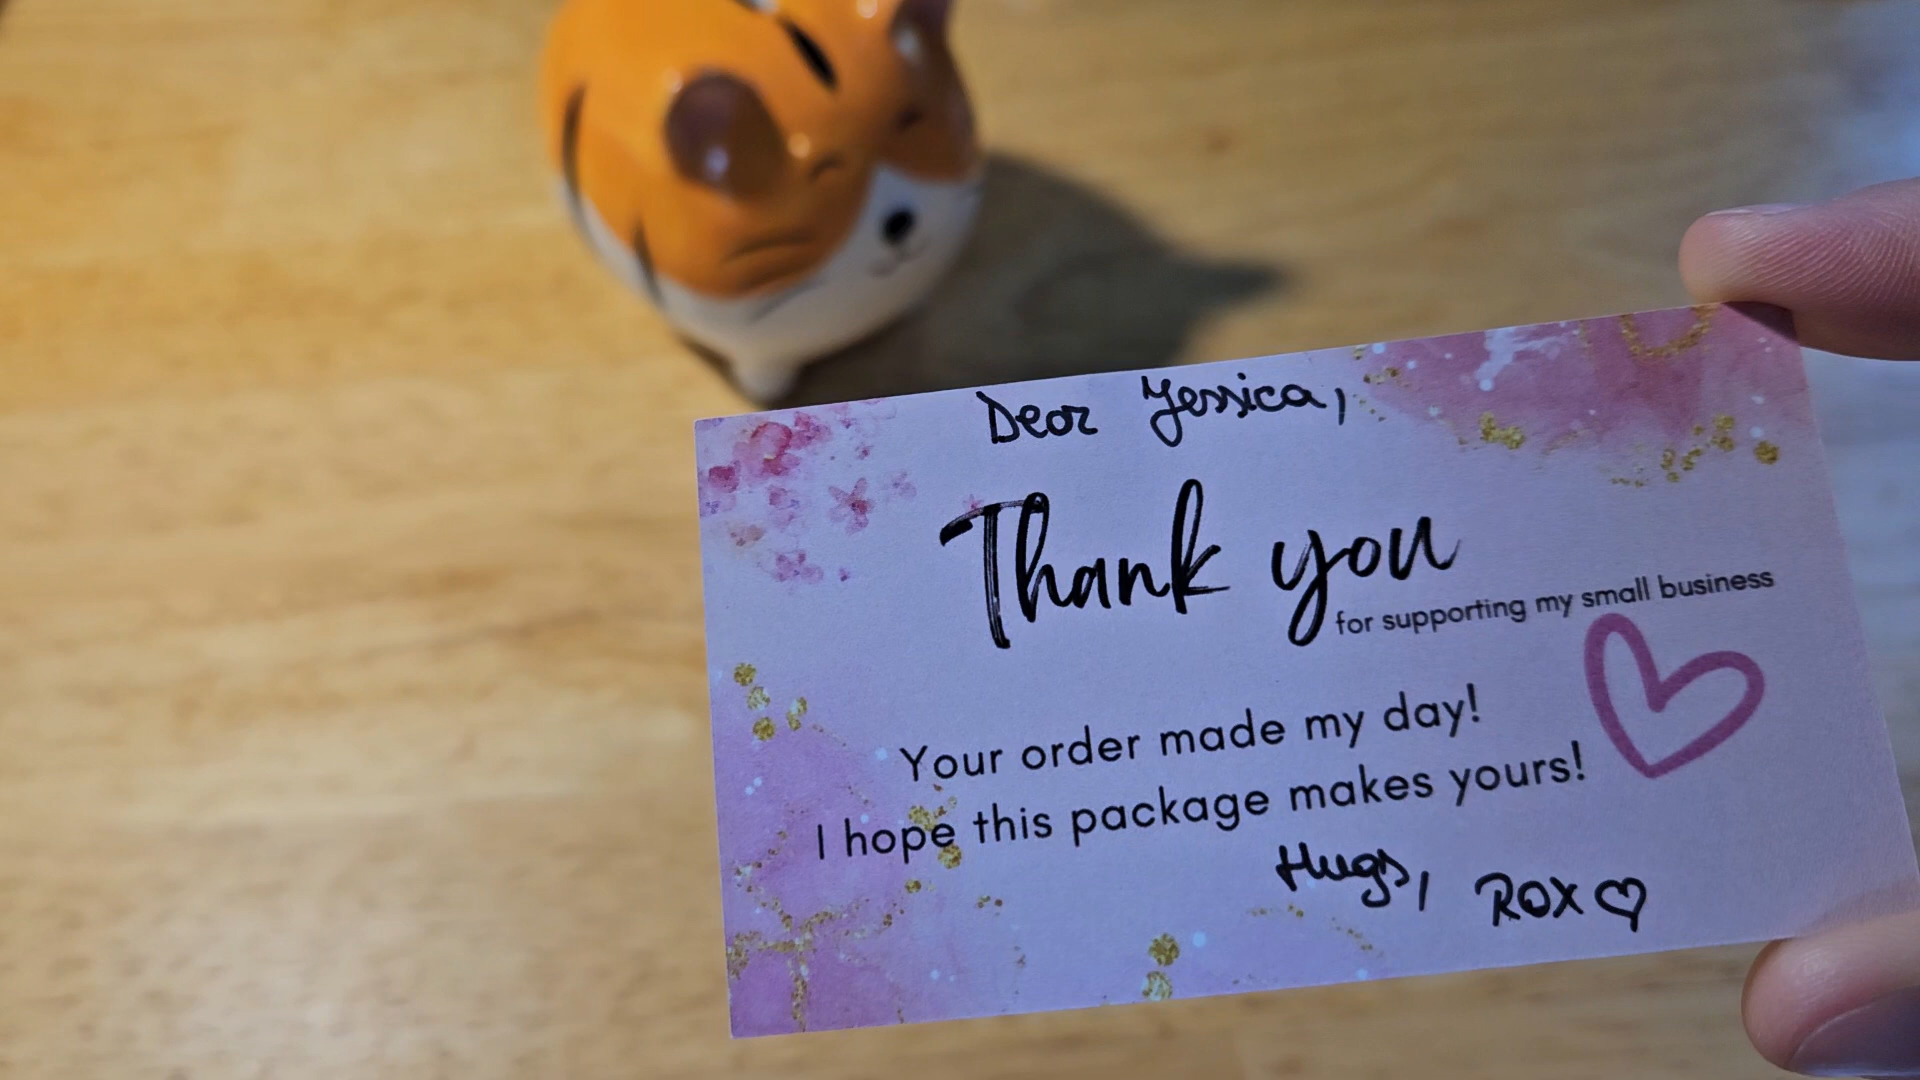 Dear Jessica,
Thank you
for supporting my small business
Your order made my day!
I hope this package makes yours!
Hugs, ROX ♡